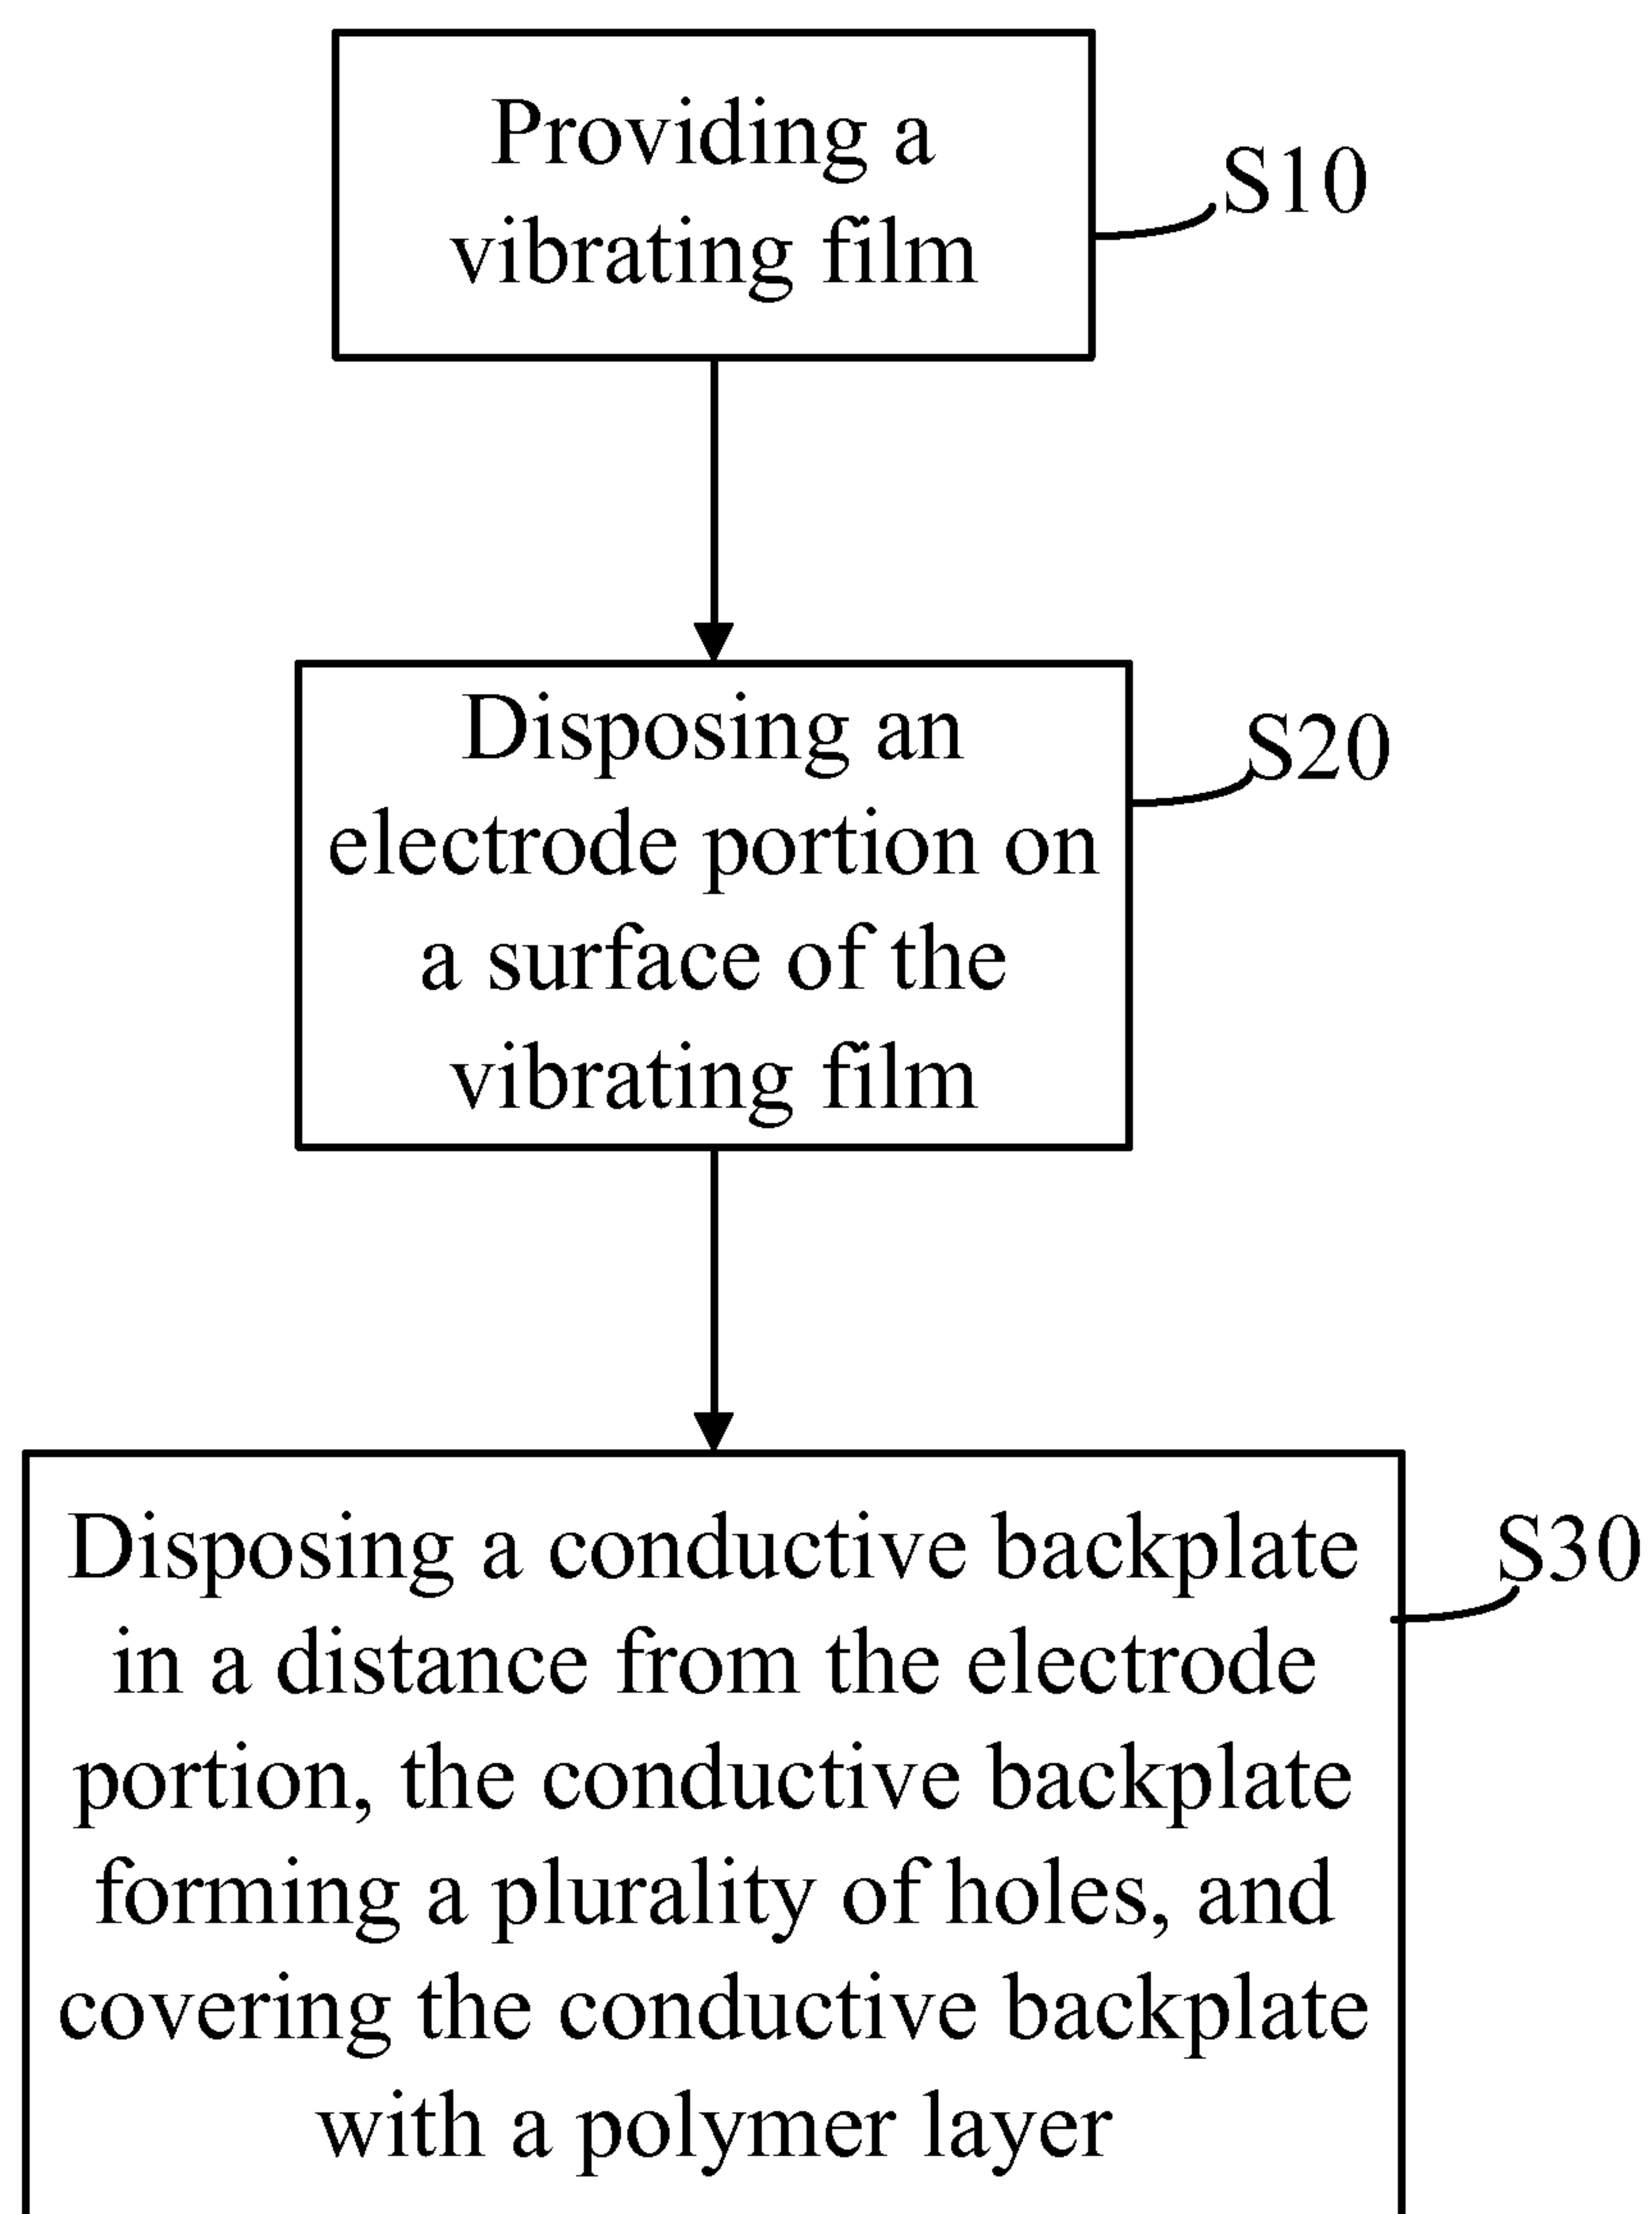 Providing a
vibrating film
S10
Disposing an
electrode portion on
a surface of the
vibrating film
S20
Disposing a conductive backplate
in a distance from the electrode
portion, the conductive backplate
forming a plurality of holes, and
covering the conductive backplate
with a polymer layer
S30